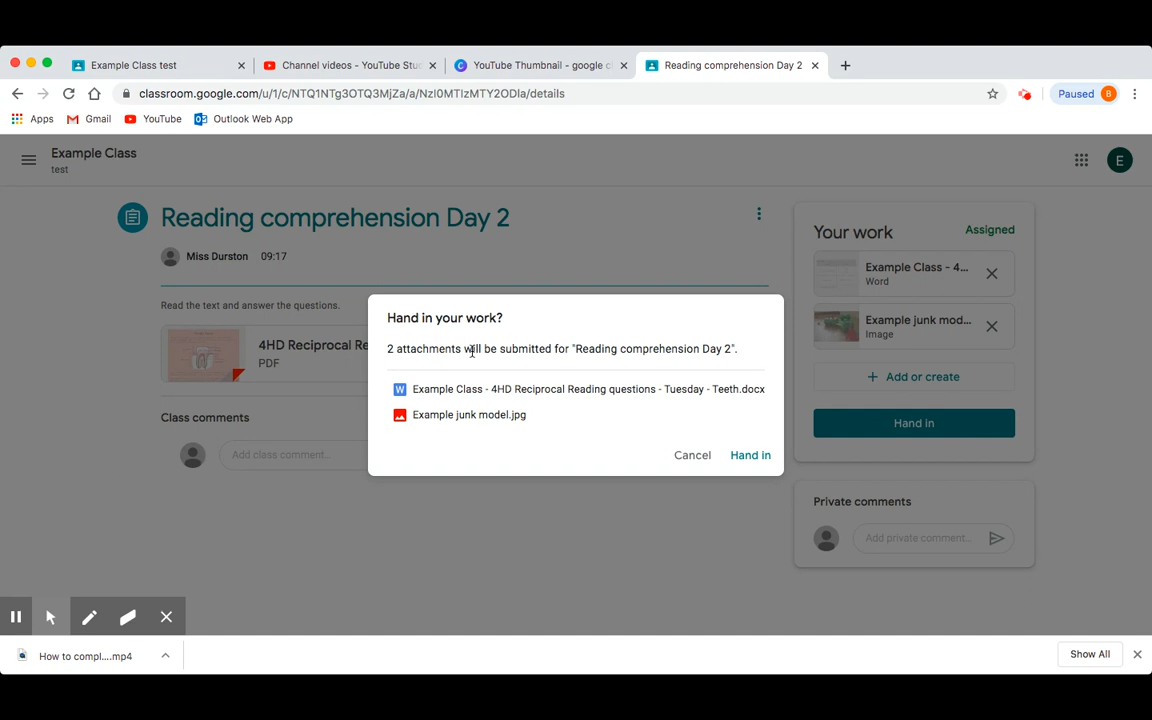 Example Class test
Channel videos - YouTube Stu
YouTube Thumbnail - google c
Reading comprehension Day 2
classroom.google.com/u/1/c/NTQ1NTg3OTQ3MjZa/a/NzI0MTIzMTY2ODIa/details
Paused B
Apps Gmail YouTube Outlook Web App
Example Class
test
E
Reading comprehension Day 2
Miss Durston 09:17
Read the text and answer the questions.
4HD Reciprocal Re
PDF
Class comments
Add class comment...
Hand in your work?
2 attachments will be submitted for "Reading comprehension Day 2".
W Example Class - 4HD Reciprocal Reading questions - Tuesday - Teeth.docx
Example junk model.jpg
Cancel Hand in
Your work Assigned
Example Class - 4...
Word
Example junk mod...
Image
+ Add or create
Hand in
Private comments
Add private comment...
How to compl....mp4
Show All